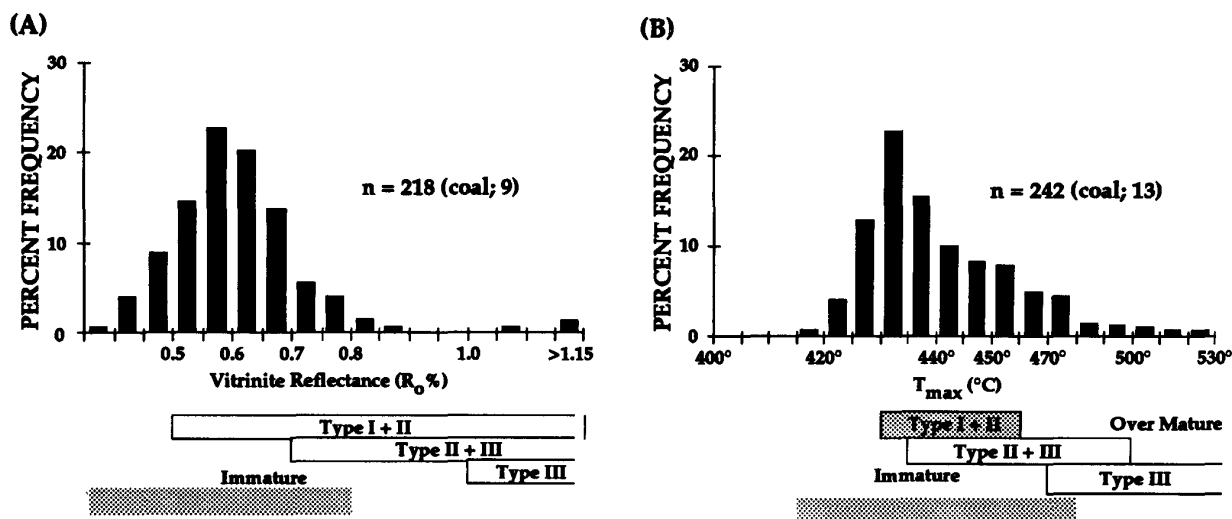 (A)
PERCENT FREQUENCY
30
20
10
0
n = 218 (coal; 9)
0.5 0.6 0.7 0.8 1.0 >1.15
Vitrinite Reflectance (Ro%)
Type I + II
Type II + III
Type III
Immature
(B)
PERCENT FREQUENCY
30
20
10
0
n = 242 (coal; 13)
400° 420° 440° 450° 470° 500° 530°
Tmax (°C)
Type I + II
Over Mature
Type II + III
Immature
Type III